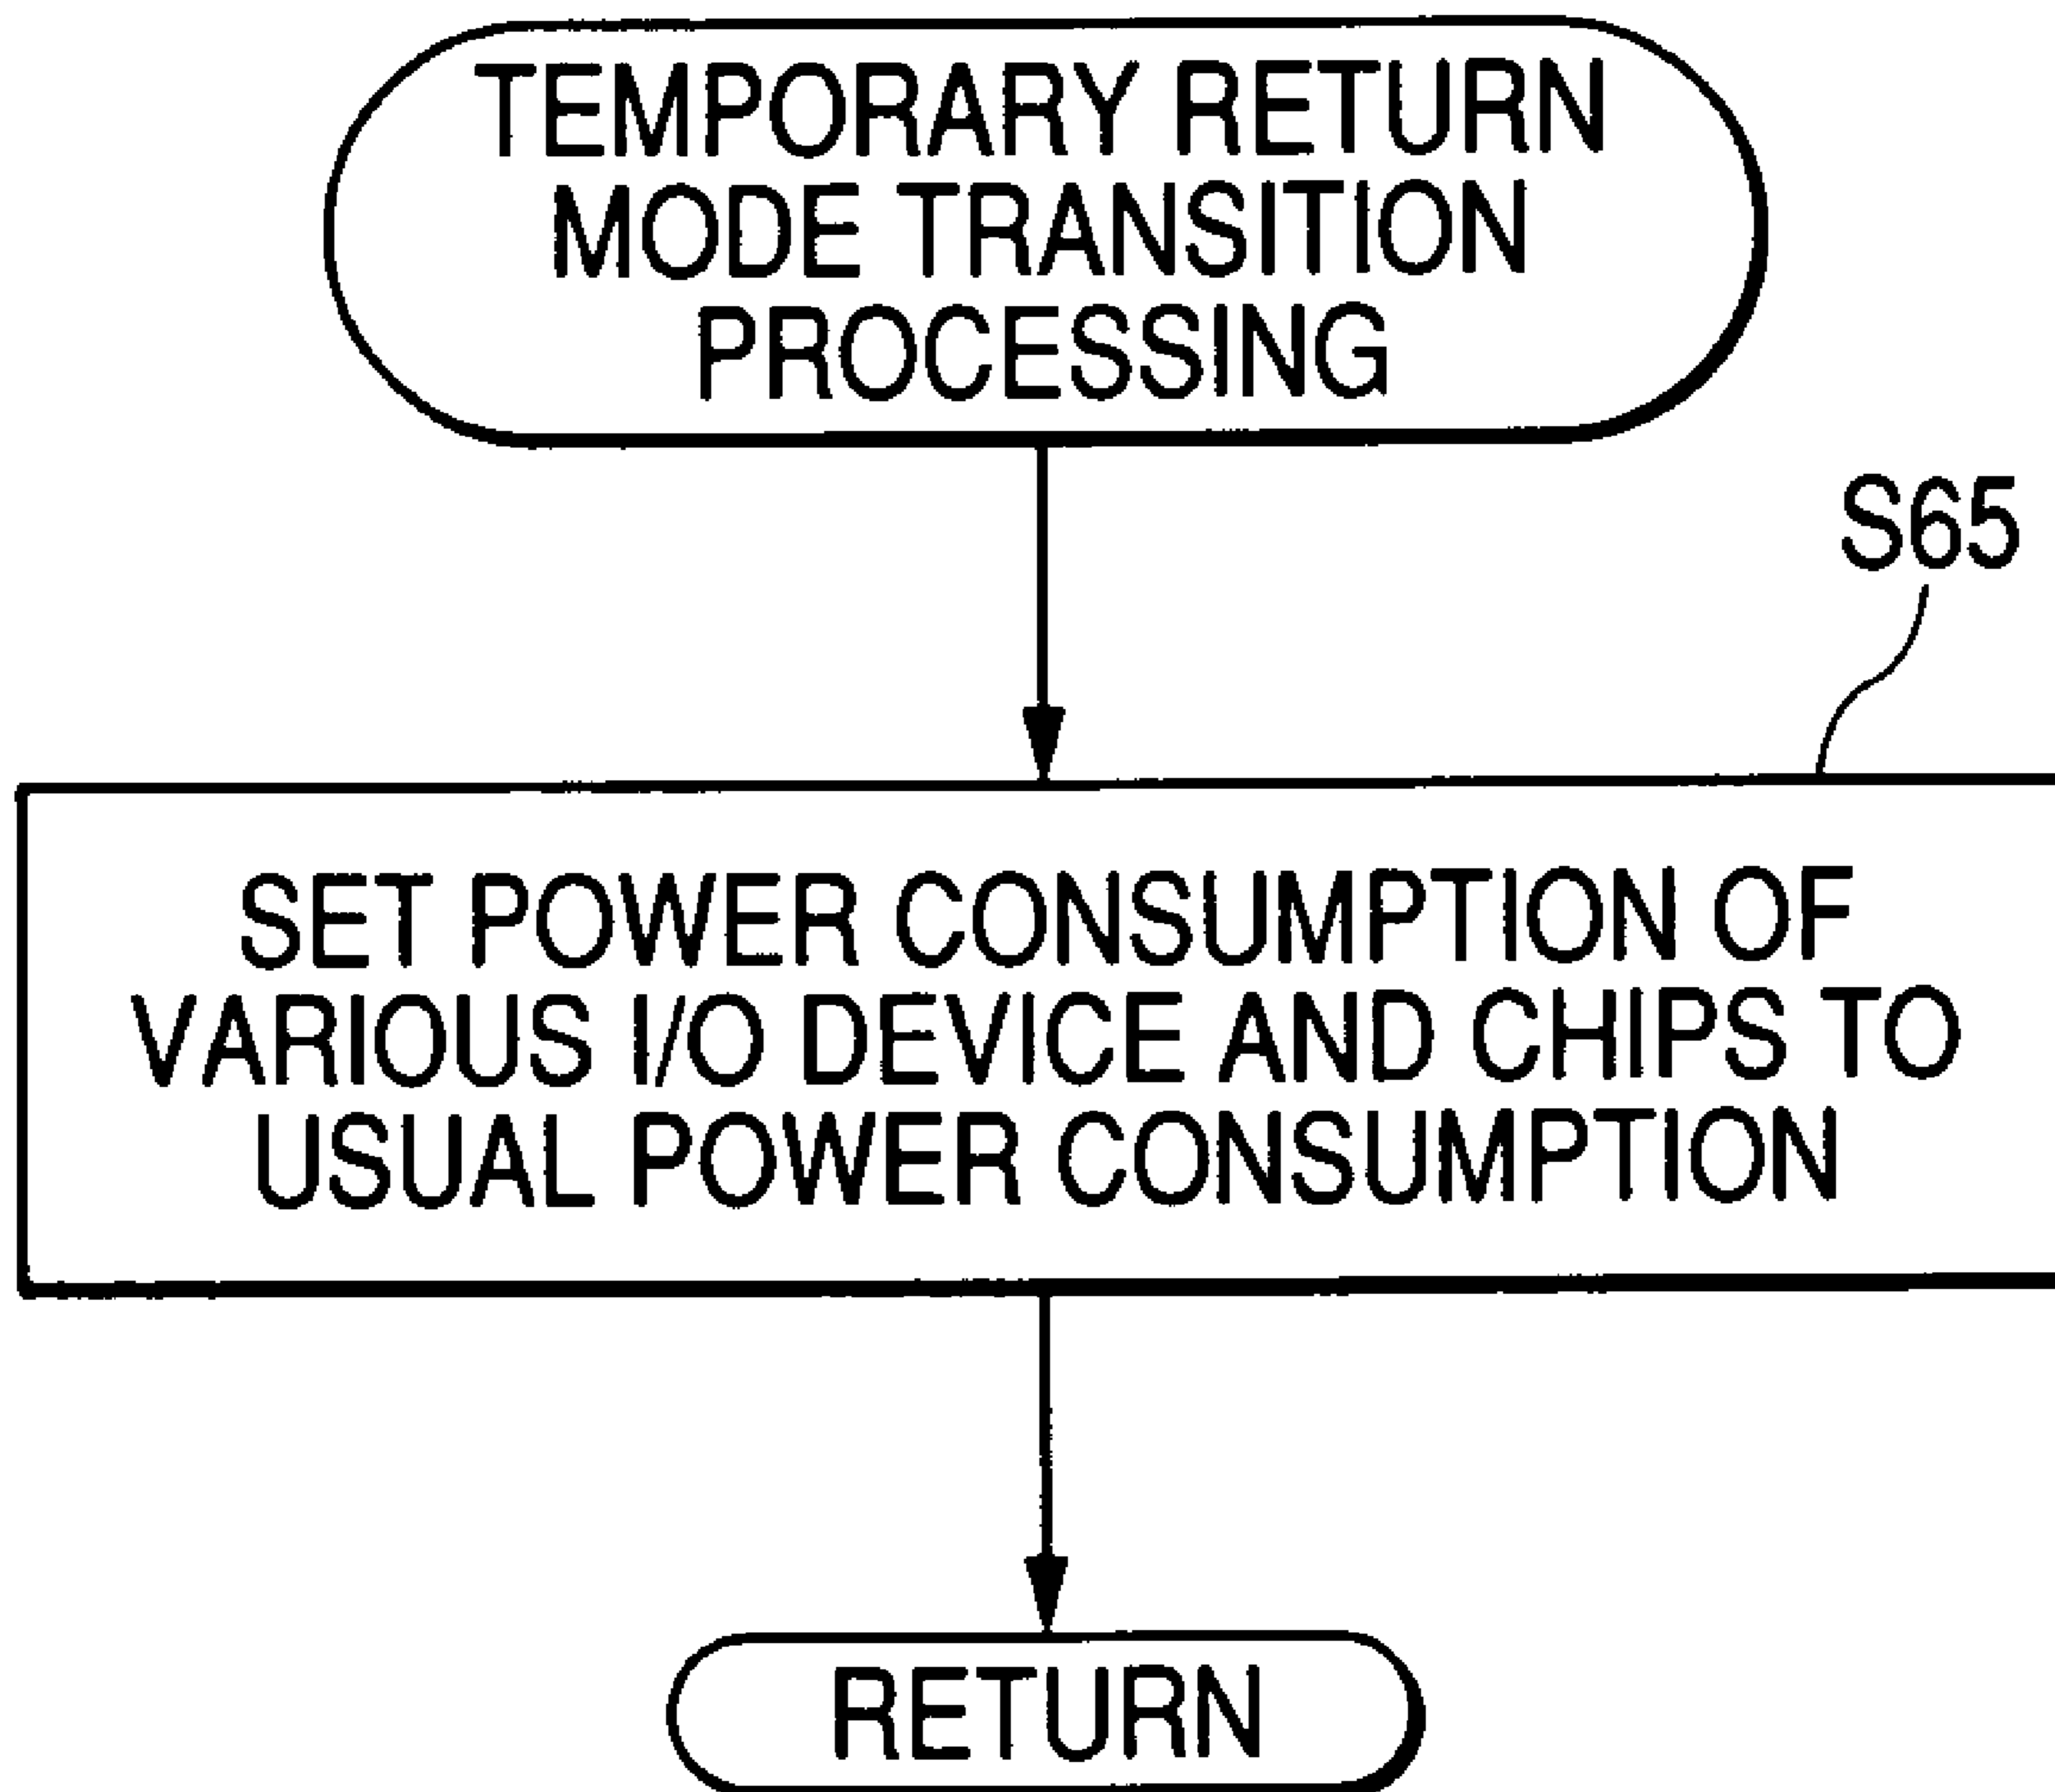 TEMPORARY RETURN
MODE TRANSITION
PROCESSING
S65
SET POWER CONSUMPTION OF
VARIOUS I/O DEVICE AND CHIPS TO
USUAL POWER CONSUMPTION
RETURN